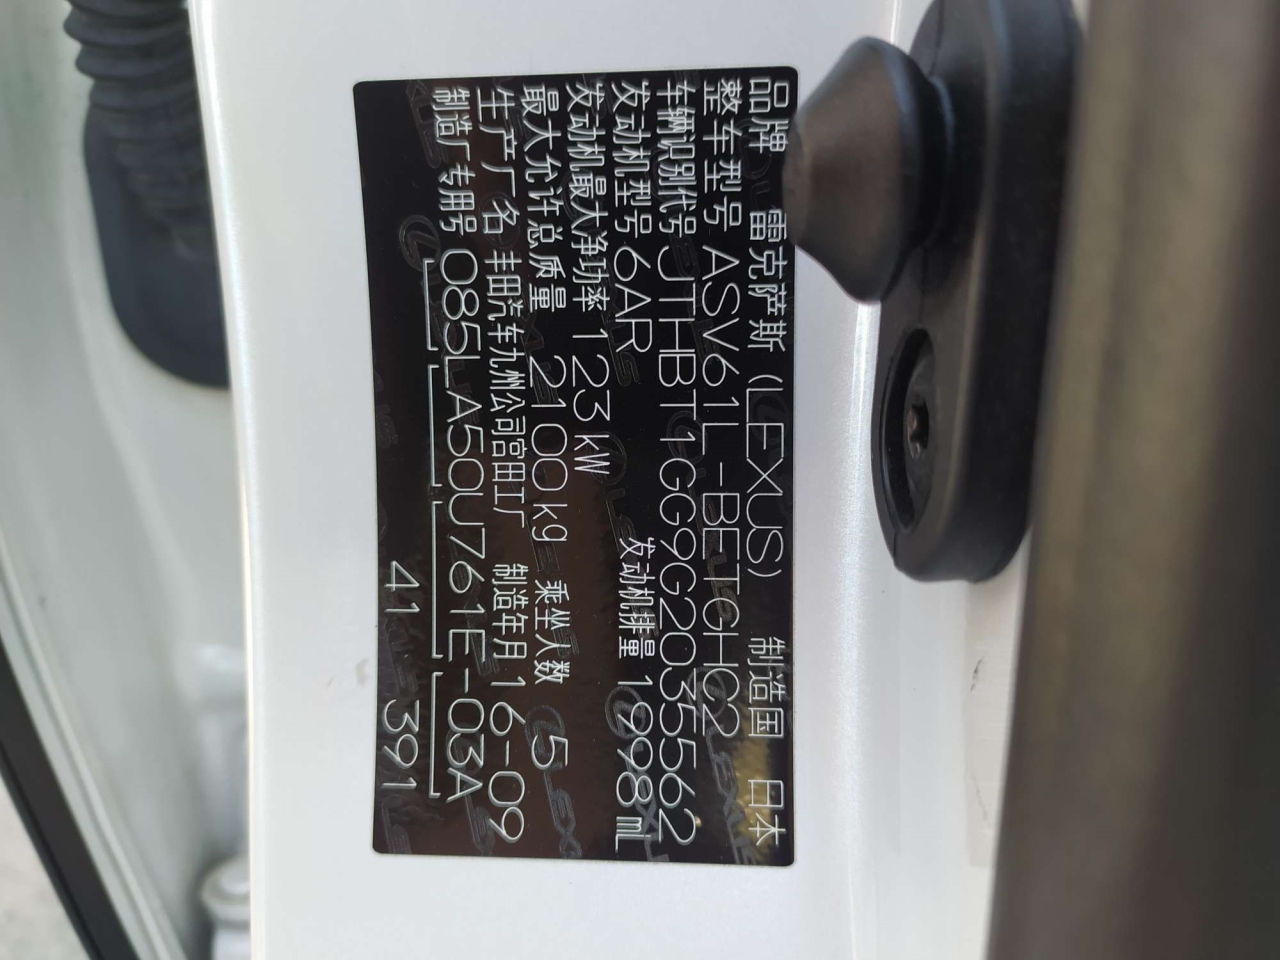 品牌 雷克萨斯 (LEXUS) 制造国 日本
整车型号 ASV61L-BETGHC2
车辆识别代号 JTHBT1GG9G2035562
发动机型号 6AR 发动机排量 1998mL
发动机最大净功率 123kW
最大允许总质量 2100kg 乘坐人数 5
生产厂名 丰田汽车九州公司宫田工厂 制造年月 16-09
制造厂专用号 085LA50U761E-03A
41 391